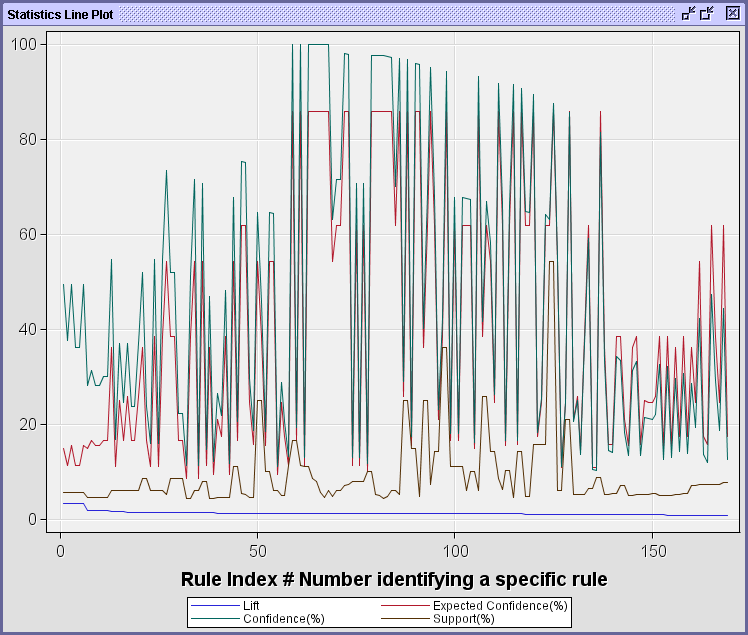 Statistics Line Plot
100
80
60
40
20
0
0 50 100 150
Rule Index # Number identifying a specific rule
Lift Expected Confidence(%)
Confidence(%) Support(%)